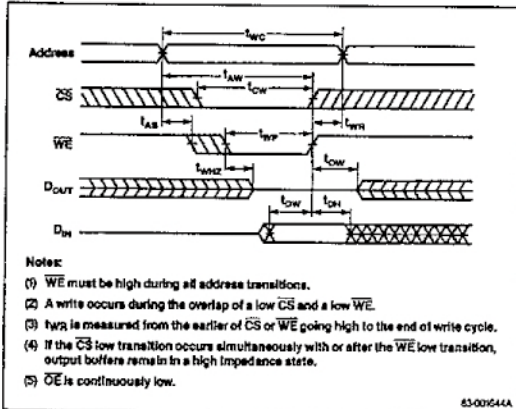 Address
tWC
tAW
tCW
CS
tAS
tWR
WE
tWP
tWHZ
tOW
DOUT
tDW
tDH
DIN
Notes:
(1) WE must be high during all address transitions.
(2) A write occurs during the overlap of a low CS and a low WE.
(3) tWR is measured from the earlier of CS or WE going high to the end of write cycle.
(4) If the CS low transition occurs simultaneously with or after the WE low transition,
output buffers remain in a high impedance state.
(5) OE is continuously low.
83-001644A